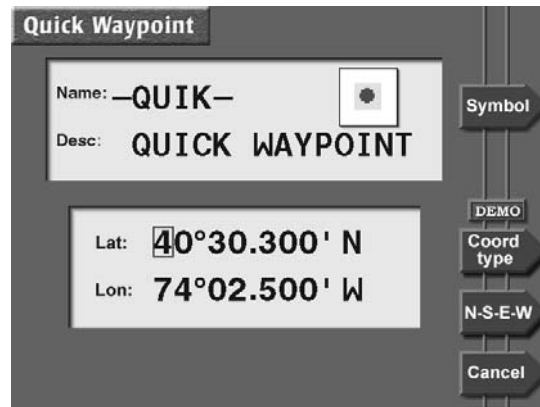 Quick Waypoint
Name: —QUIK—
Desc: QUICK WAYPOINT
Symbol
DEMO
Lat: 40°30.300' N
Lon: 74°02.500' W
Coord
type
N-S-E-W
Cancel